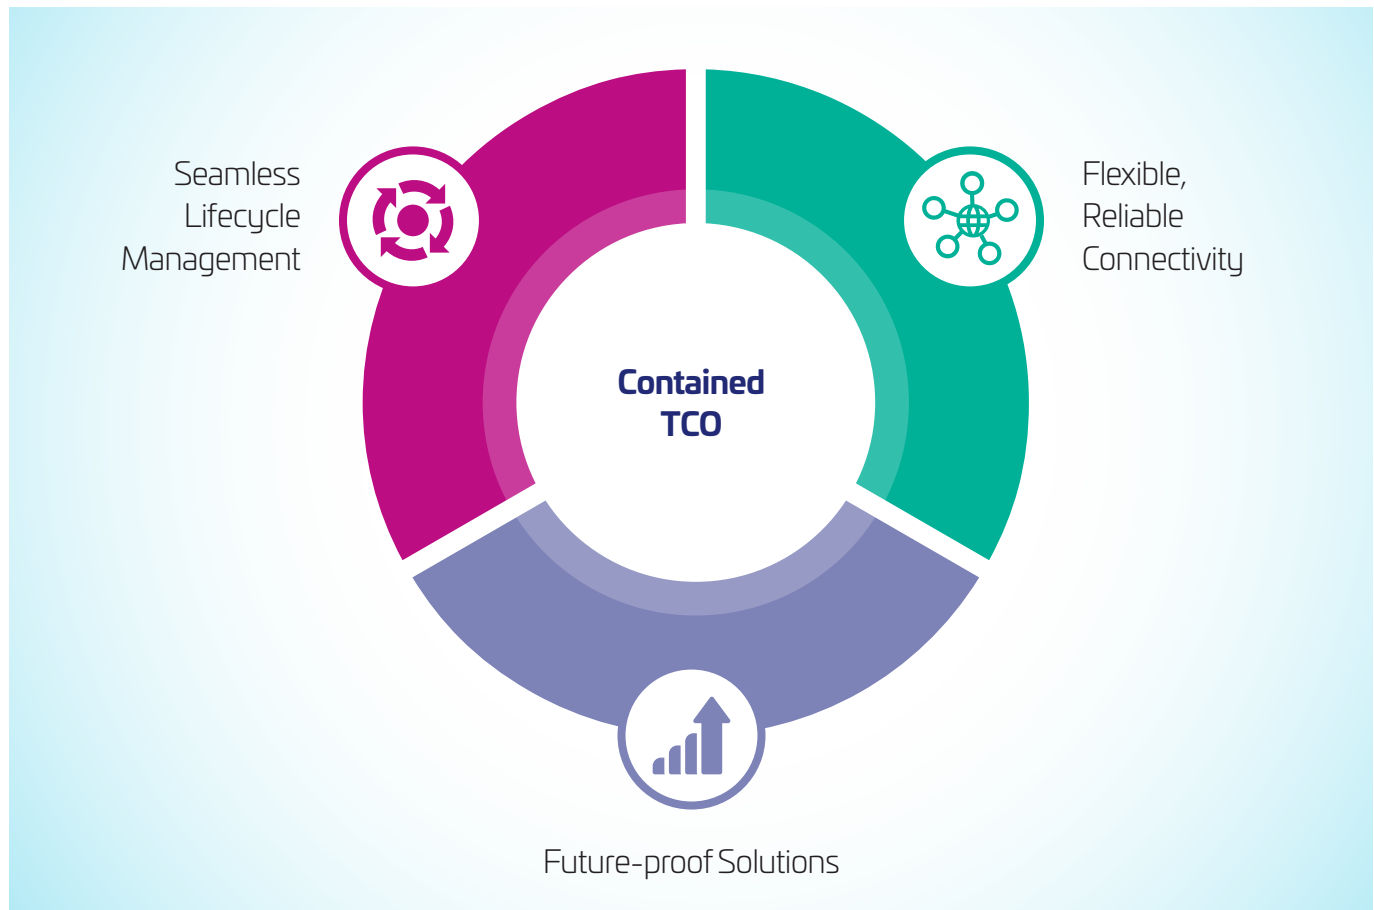 Seamless
Lifecycle
Management
Flexible,
Reliable
Connectivity
Contained
TCO
Future-proof Solutions